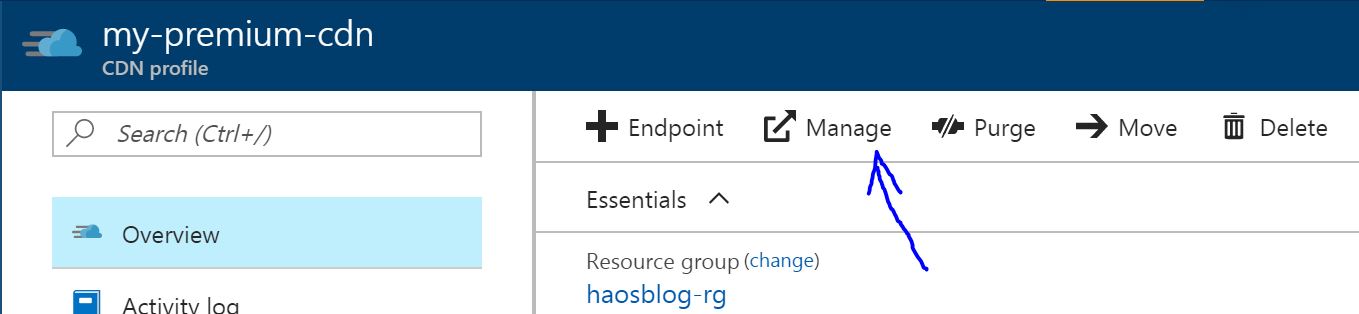 my-premium-cdn
CDN profile
Search (Ctrl+/)
Endpoint Manage Purge Move Delete
Essentials
Overview
Resource group (change)
haosblog-rg
Activity log